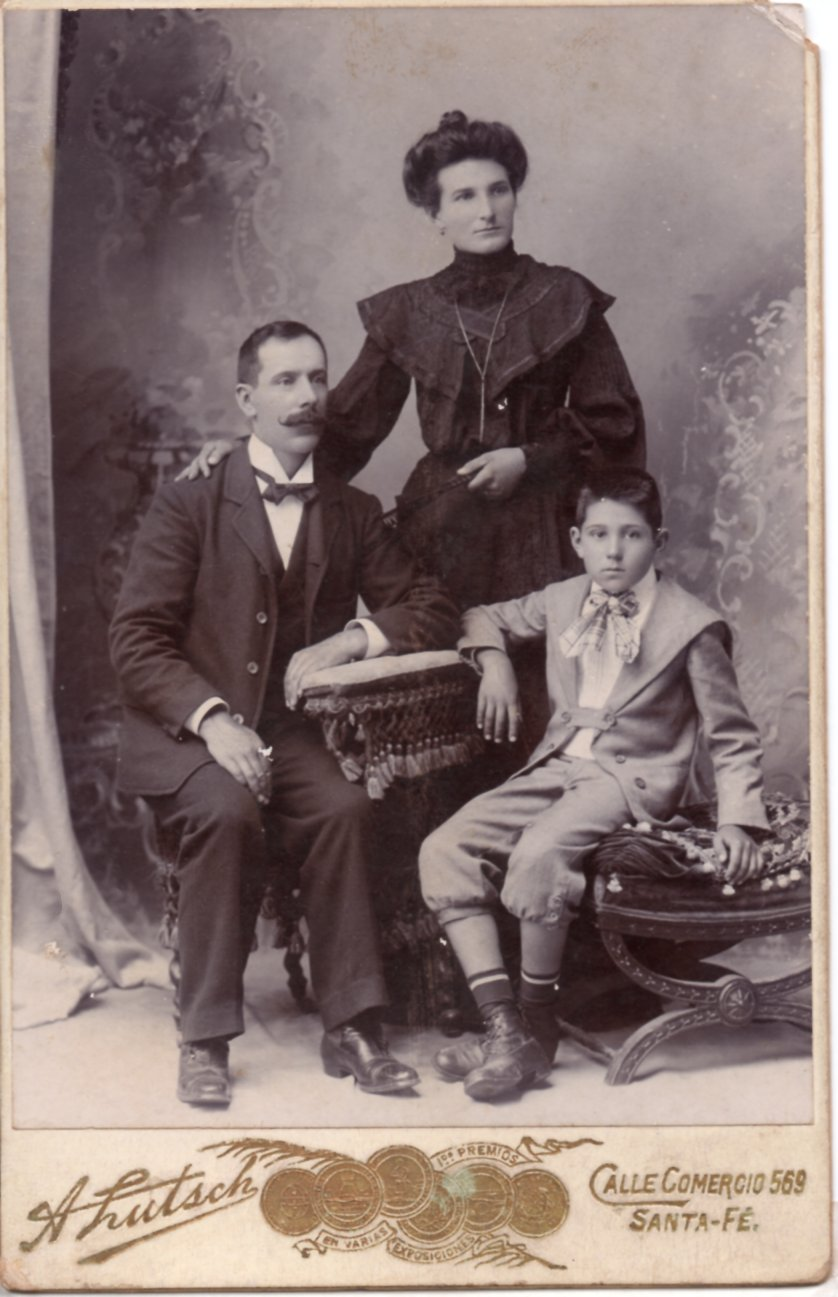 A Lutsch
1os PREMIOS
EN VARIAS
EXPOSICIONES
CALLE COMERCIO 569
SANTA-FÉ.